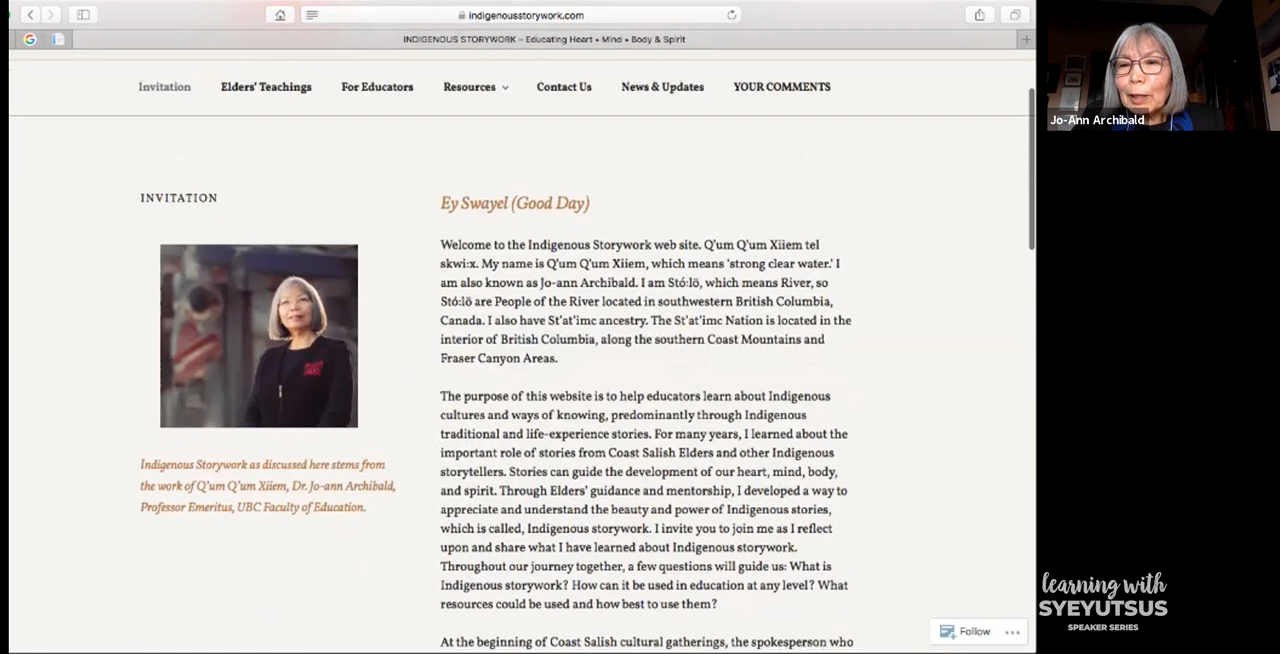 indigenousstorywork.com
INDIGENOUS STORYWORK – Educating Heart • Mind • Body & Spirit
Invitation Elders' Teachings For Educators Resources Contact Us News & Updates YOUR COMMENTS
Jo-Ann Archibald
INVITATION
Ey Swayel (Good Day)
Welcome to the Indigenous Storywork web site. Q'um Q'um Xiiem tel
skwi:x. My name is Q'um Q'um Xiiem, which means 'strong clear water.' I
am also known as Jo-ann Archibald. I am Stó:lō, which means River, so
Stó:lō are People of the River located in southwestern British Columbia,
Canada. I also have St'at'imc ancestry. The St'at'imc Nation is located in the
interior of British Columbia, along the southern Coast Mountains and
Fraser Canyon Areas.
The purpose of this website is to help educators learn about Indigenous
cultures and ways of knowing, predominantly through Indigenous
traditional and life-experience stories. For many years, I learned about the
important role of stories from Coast Salish Elders and other Indigenous
storytellers. Stories can guide the development of our heart, mind, body,
and spirit. Through Elders' guidance and mentorship, I developed a way to
appreciate and understand the beauty and power of Indigenous stories,
which is called, Indigenous storywork. I invite you to join me as I reflect
upon and share what I have learned about Indigenous storywork.
Throughout our journey together, a few questions will guide us: What is
Indigenous storywork? How can it be used in education at any level? What
resources could be used and how best to use them?
At the beginning of Coast Salish cultural gatherings, the spokesperson who
Indigenous Storywork as discussed here stems from
the work of Q'um Q'um Xiiem, Dr. Jo-ann Archibald,
Professor Emeritus, UBC Faculty of Education.
Follow
learning with
SYEYUTSUS
SPEAKER SERIES